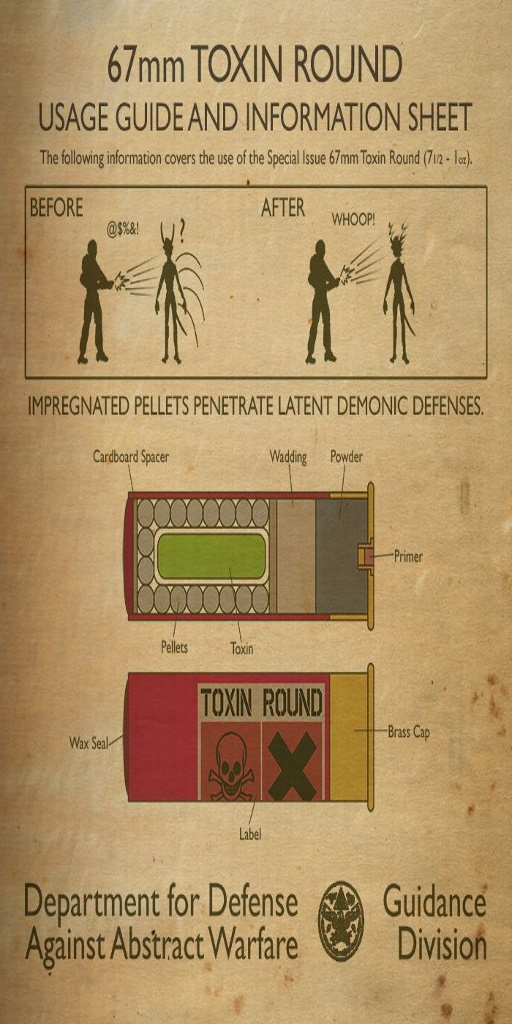 67mm TOXIN ROUND
USAGE GUIDE AND INFORMATION SHEET
The following information covers the use of the Special Issue 67mm Toxin Round (71/2 - 1oz).
BEFORE
@$%&!
?
AFTER
WHOOP!
IMPREGNATED PELLETS PENETRATE LATENT DEMONIC DEFENSES.
Cardboard Spacer
Wadding
Powder
Primer
Pellets
Toxin
TOXIN ROUND
Wax Seal
Brass Cap
Label
Department for Defense
Against Abstract Warfare
Guidance
Division